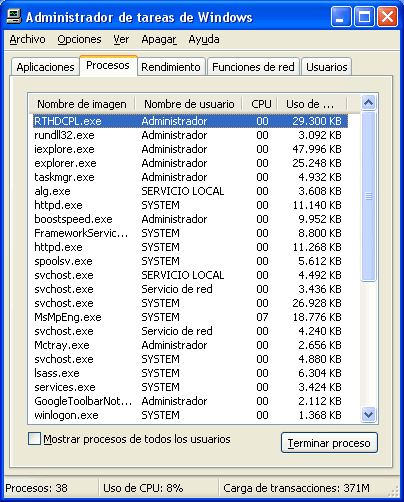 Administrador de tareas de Windows
Archivo Opciones Ver Apagar Ayuda
Aplicaciones Procesos Rendimiento Funciones de red Usuarios
Nombre de imagen Nombre de usuario CPU Uso de ...
RTHDCPL.exe Administrador 00 29.300 KB
rundll32.exe Administrador 00 3.092 KB
iexplore.exe Administrador 00 47.996 KB
explorer.exe Administrador 00 25.248 KB
taskmgr.exe Administrador 00 4.932 KB
alg.exe SERVICIO LOCAL 00 3.608 KB
httpd.exe SYSTEM 00 11.140 KB
boostspeed.exe Administrador 00 9.952 KB
FrameworkServic... SYSTEM 00 8.800 KB
httpd.exe SYSTEM 00 11.268 KB
spoolsv.exe SYSTEM 00 5.612 KB
svchost.exe SERVICIO LOCAL 00 4.492 KB
svchost.exe Servicio de red 00 3.436 KB
svchost.exe SYSTEM 00 26.928 KB
MsMpEng.exe SYSTEM 07 18.776 KB
svchost.exe Servicio de red 00 4.240 KB
Mctray.exe Administrador 00 2.656 KB
svchost.exe SYSTEM 00 4.880 KB
lsass.exe SYSTEM 00 6.304 KB
services.exe SYSTEM 00 3.424 KB
GoogleToolbarNot... Administrador 00 2.112 KB
winlogon.exe SYSTEM 00 1.368 KB
Mostrar procesos de todos los usuarios Terminar proceso
Procesos: 38 Uso de CPU: 8% Carga de transacciones: 371M